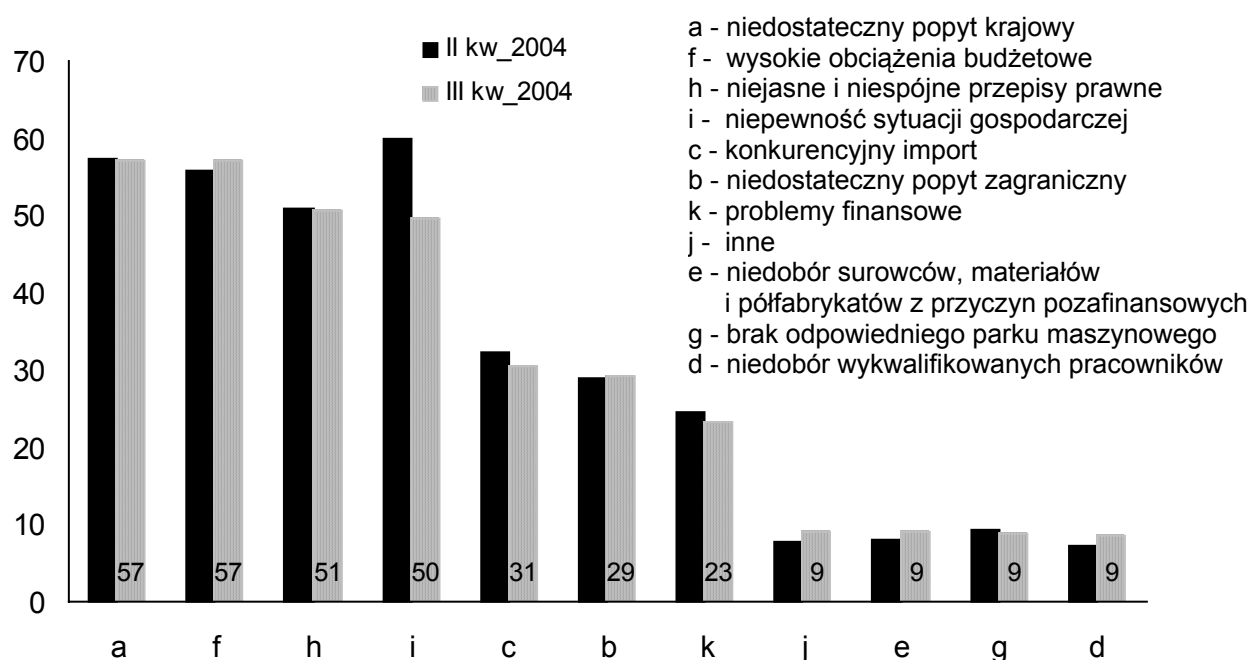 II kw_2004
III kw_2004
a - niedostateczny popyt krajowy
f - wysokie obciążenia budżetowe
h - niejasne i niespójne przepisy prawne
i - niepewność sytuacji gospodarczej
c - konkurencyjny import
b - niedostateczny popyt zagraniczny
k - problemy finansowe
j - inne
e - niedobór surowców, materiałów
i półfabrykatów z przyczyn pozafinansowych
g - brak odpowiedniego parku maszynowego
d - niedobór wykwalifikowanych pracowników
70
60
50
40
30
20
10
0
57 57 51 50 31 29 23 9 9 9 9
a f h i c b k j e g d